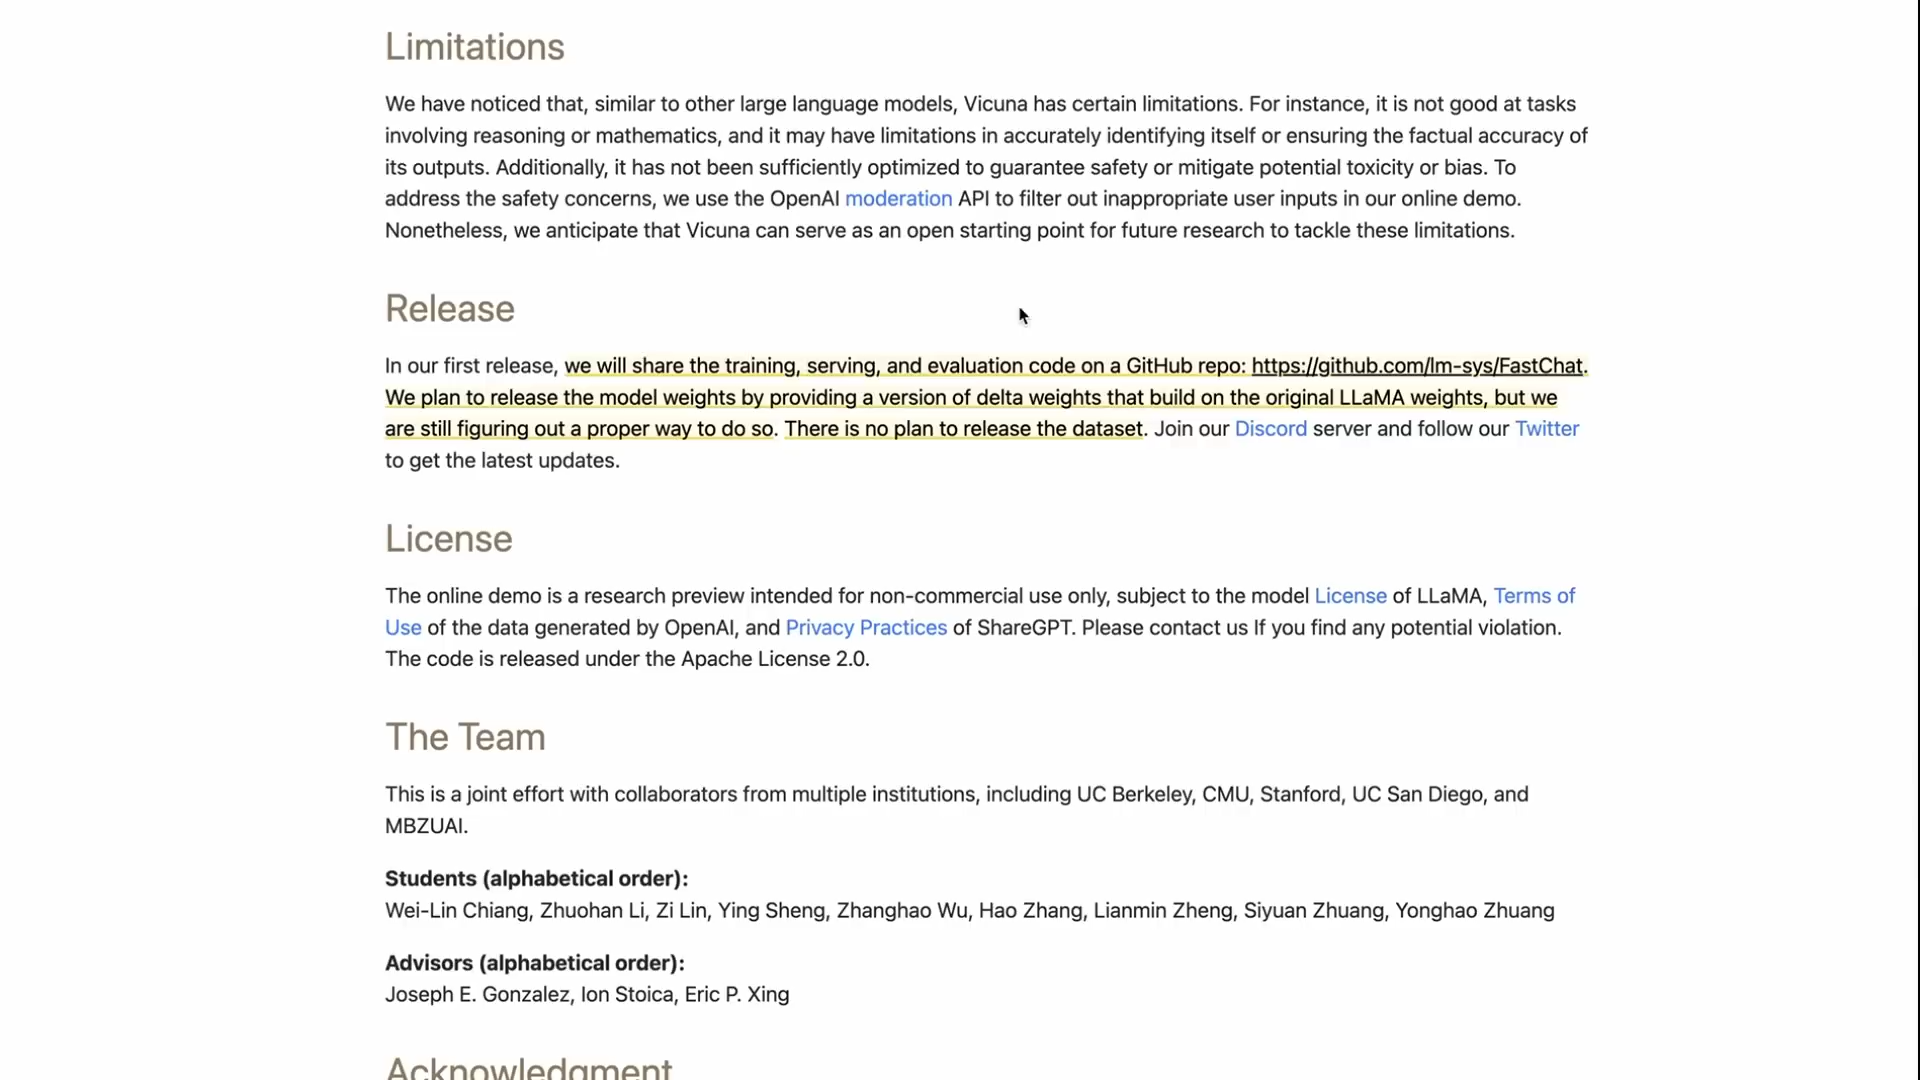 Limitations
We have noticed that, similar to other large language models, Vicuna has certain limitations. For instance, it is not good at tasks
involving reasoning or mathematics, and it may have limitations in accurately identifying itself or ensuring the factual accuracy of
its outputs. Additionally, it has not been sufficiently optimized to guarantee safety or mitigate potential toxicity or bias. To
address the safety concerns, we use the OpenAI moderation API to filter out inappropriate user inputs in our online demo.
Nonetheless, we anticipate that Vicuna can serve as an open starting point for future research to tackle these limitations.
Release
In our first release, we will share the training, serving, and evaluation code on a GitHub repo: https://github.com/lm-sys/FastChat.
We plan to release the model weights by providing a version of delta weights that build on the original LLaMA weights, but we
are still figuring out a proper way to do so. There is no plan to release the dataset. Join our Discord server and follow our Twitter
to get the latest updates.
License
The online demo is a research preview intended for non-commercial use only, subject to the model License of LLaMA, Terms of
Use of the data generated by OpenAI, and Privacy Practices of ShareGPT. Please contact us If you find any potential violation.
The code is released under the Apache License 2.0.
The Team
This is a joint effort with collaborators from multiple institutions, including UC Berkeley, CMU, Stanford, UC San Diego, and
MBZUAI.
Students (alphabetical order):
Wei-Lin Chiang, Zhuohan Li, Zi Lin, Ying Sheng, Zhanghao Wu, Hao Zhang, Lianmin Zheng, Siyuan Zhuang, Yonghao Zhuang
Advisors (alphabetical order):
Joseph E. Gonzalez, Ion Stoica, Eric P. Xing
Acknowledgment